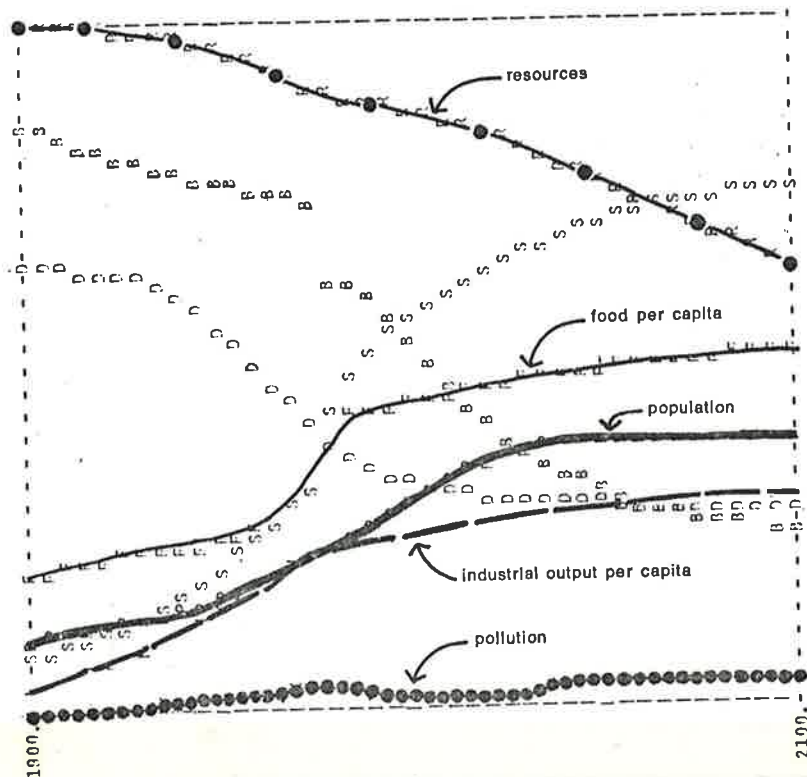 resources
food per capita
population
industrial output per capita
pollution
1900.
2100.